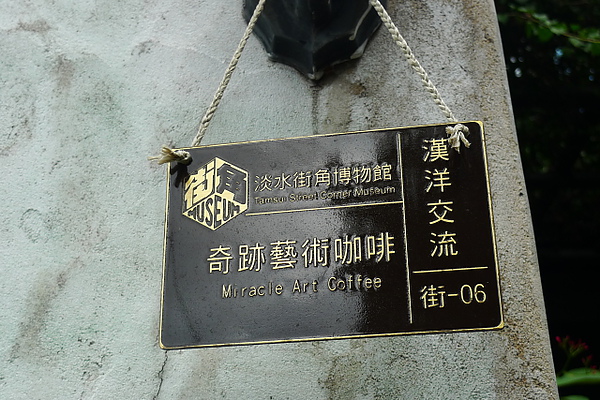 街角
MUSEUM
淡水街角博物館
Tamsui Street Corner Museum
奇跡藝術咖啡
Miracle Art Coffee
漢洋交流
街-06